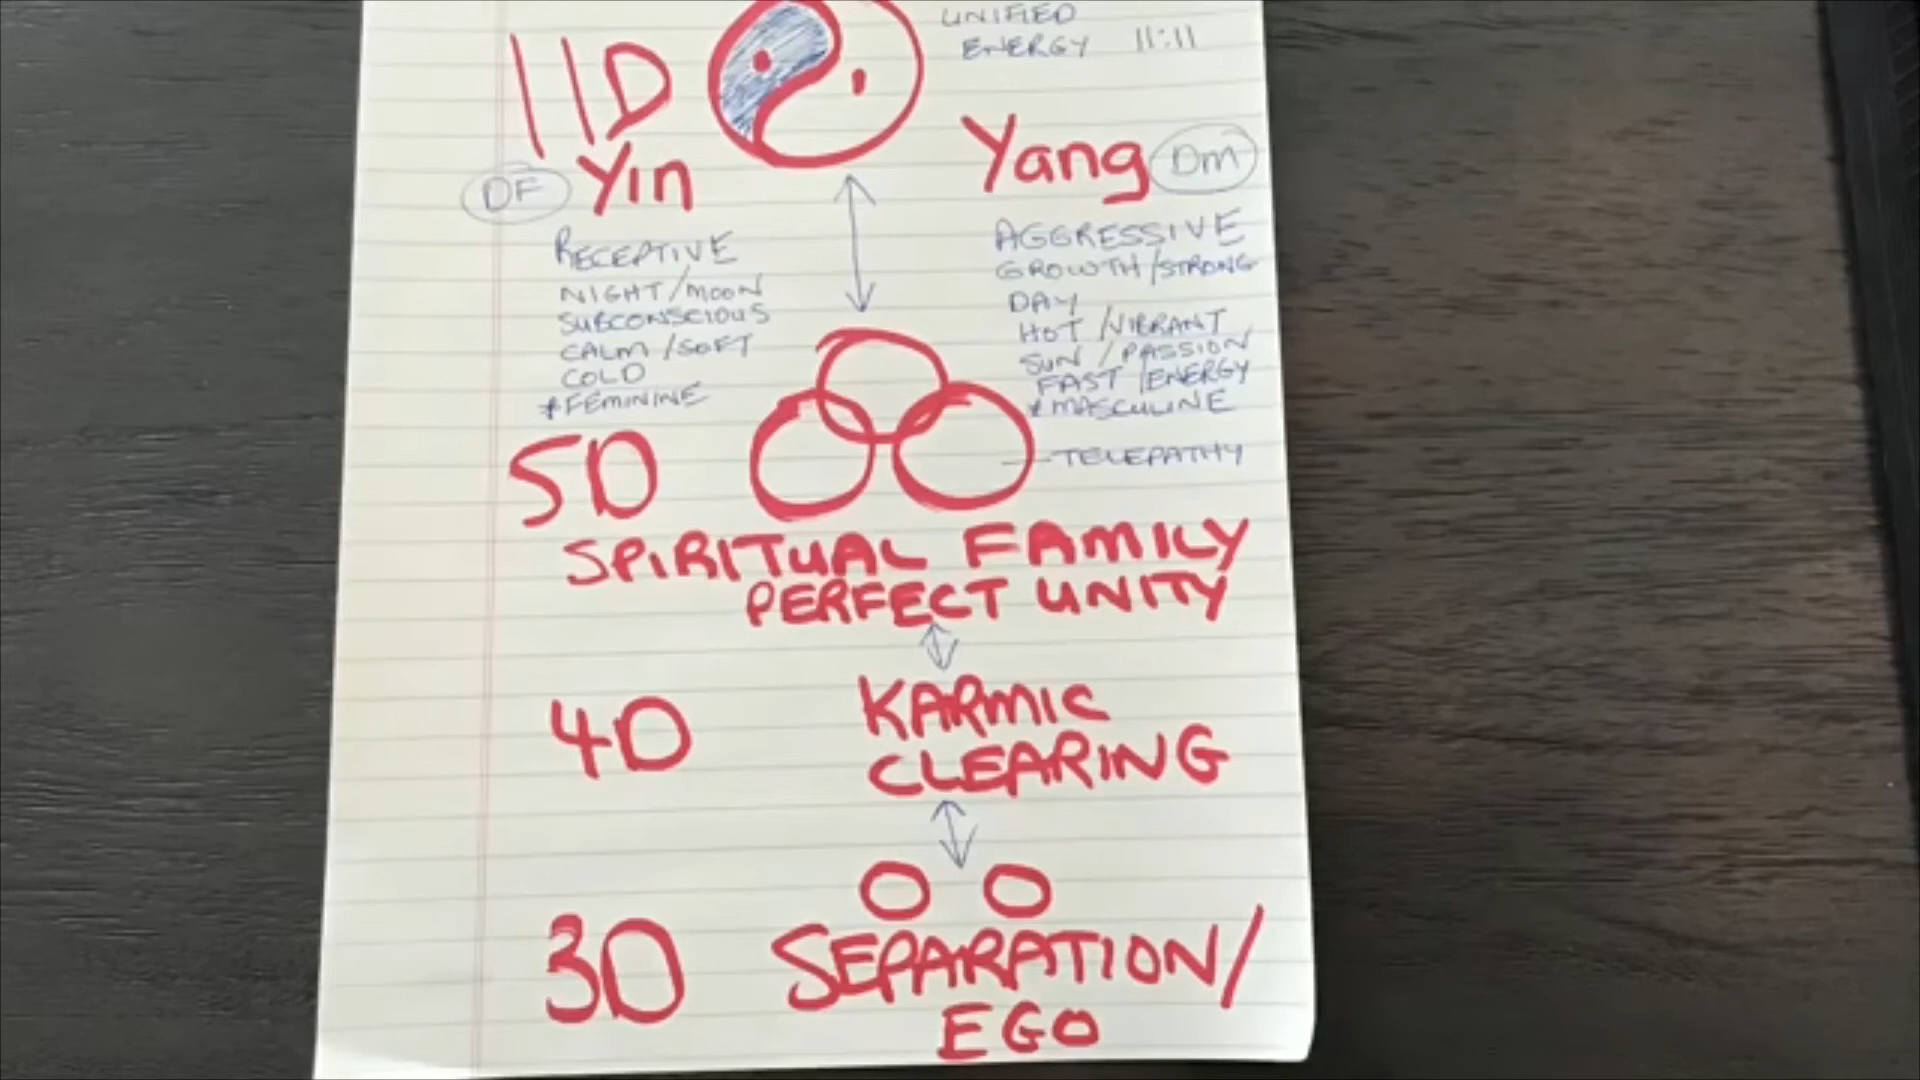 UNIFIED
ENERGY 11:11
11D
DF Yin
Yang Dm
RECEPTIVE
NIGHT/MOON
SUBCONSCIOUS
CALM/SOFT
COLD
*FEMININE
AGGRESSIVE
GROWTH/STRONG
DAY
HOT/VIBRANT
SUN/PASSION
FAST/ENERGY
*MASCULINE
5D
TELEPATHY
SPIRITUAL FAMILY
PERFECT UNITY
4D
KARMIC
CLEARING
3D
SEPARATION/
EGO